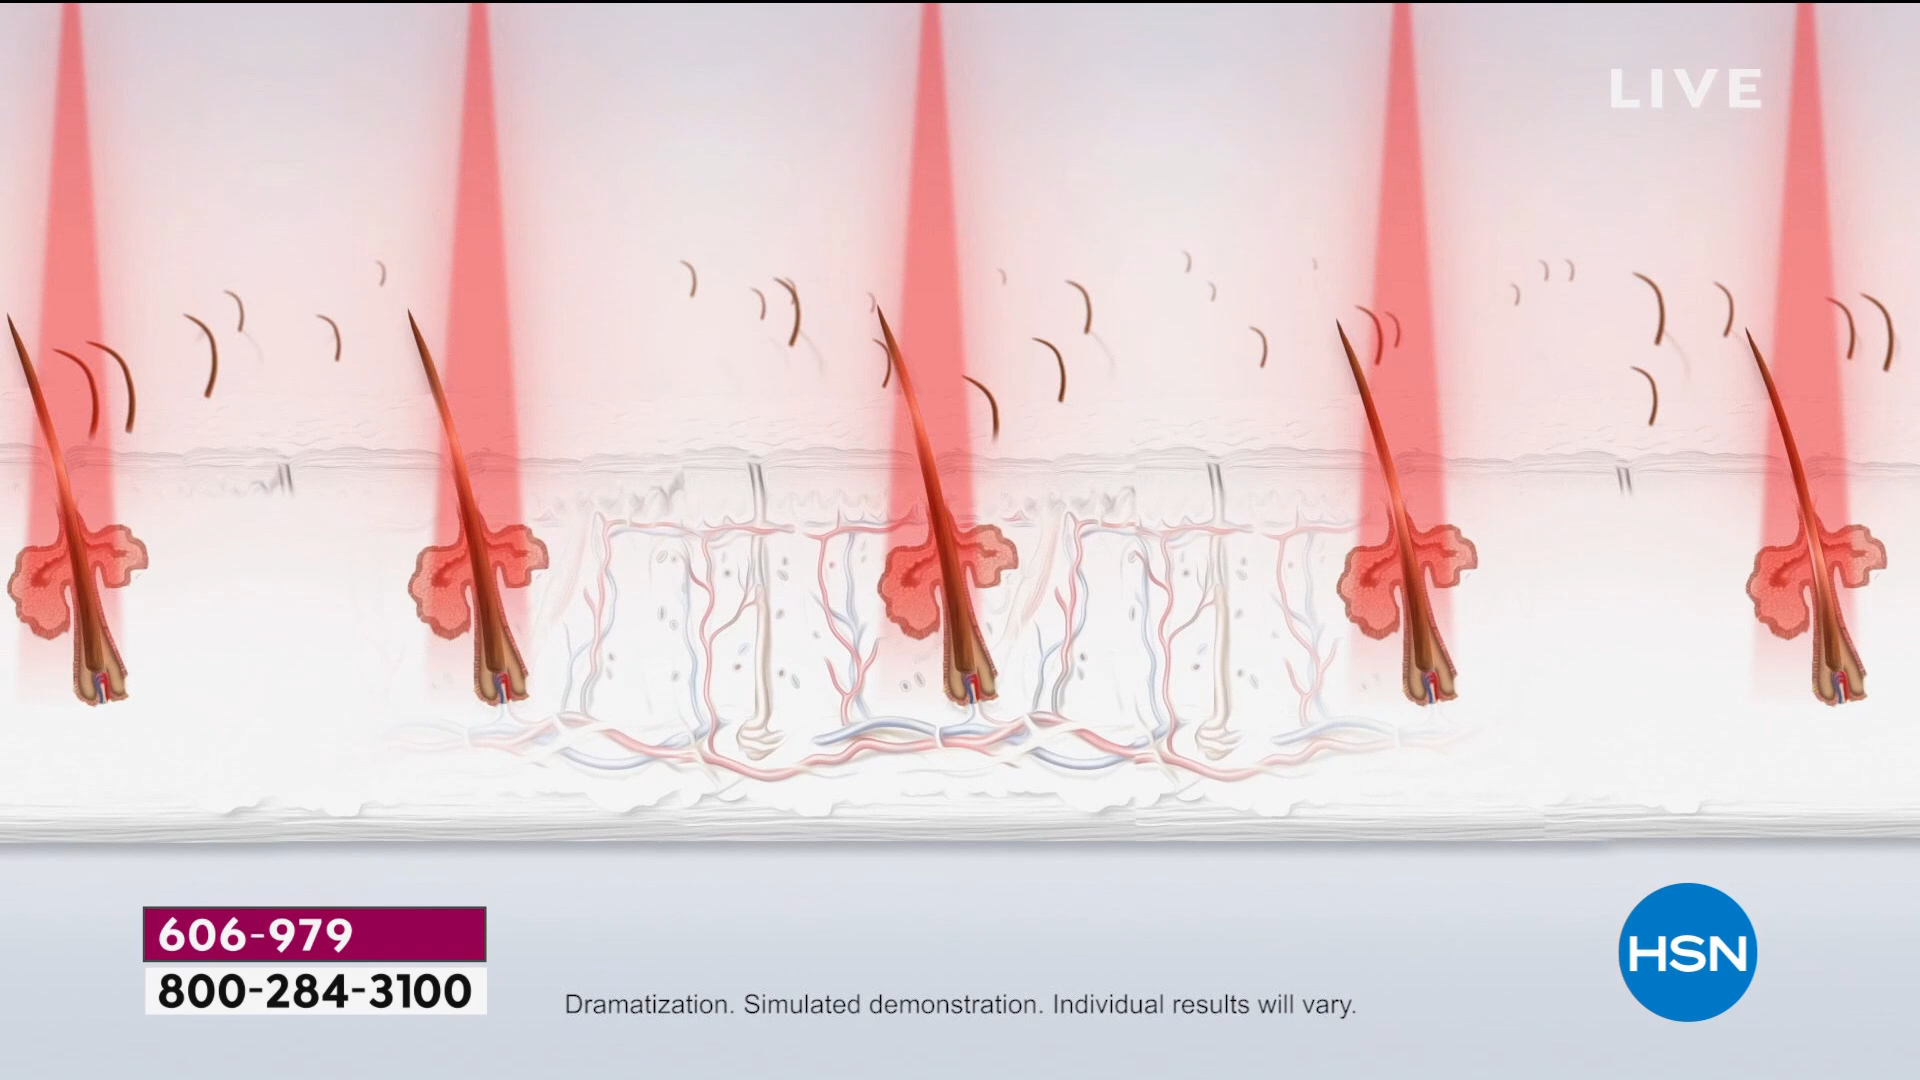 LIVE
606-979
800-284-3100
Dramatization. Simulated demonstration. Individual results will vary.
HSN